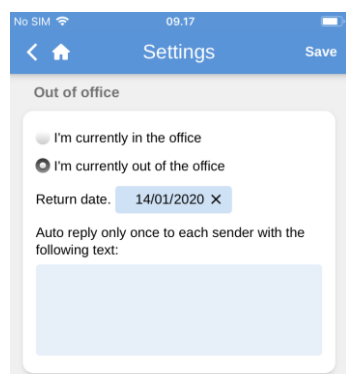 No SIM 09.17
Settings Save
Out of office
I'm currently in the office
I'm currently out of the office
Return date. 14/01/2020 ✕
Auto reply only once to each sender with the
following text: